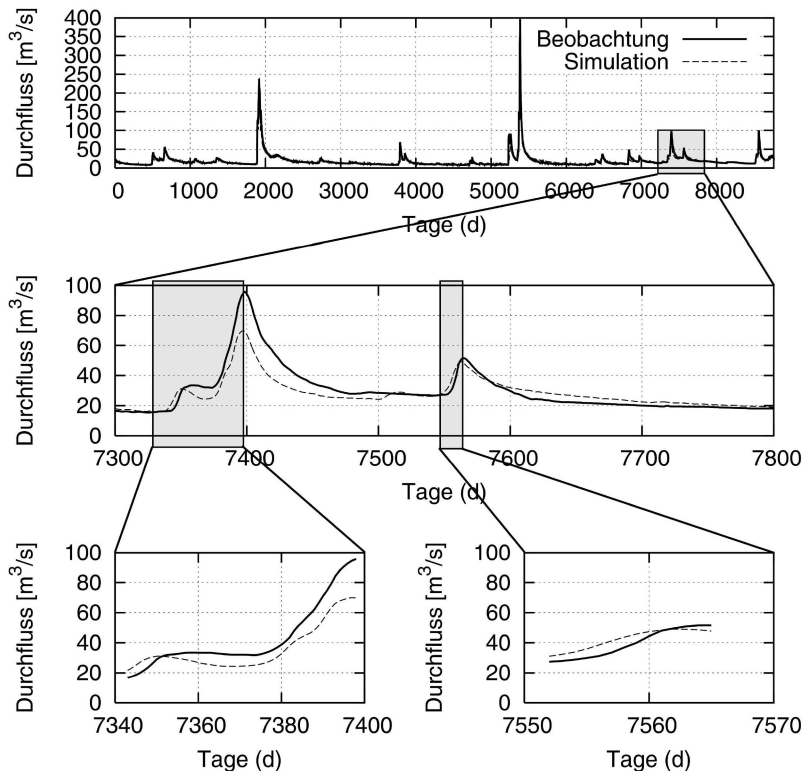 Durchfluss [m³/s]
400
350
300
250
200
150
100
50
0
Beobachtung
Simulation
0 1000 2000 3000 4000 5000 6000 7000 8000
Tage (d)
Durchfluss [m³/s]
100
80
60
40
20
0
7300 7400 7500 7600 7700 7800
Tage (d)
Durchfluss [m³/s]
100
80
60
40
20
0
7340 7360 7380 7400
Tage (d)
Durchfluss [m³/s]
100
80
60
40
20
0
7550 7560 7570
Tage (d)